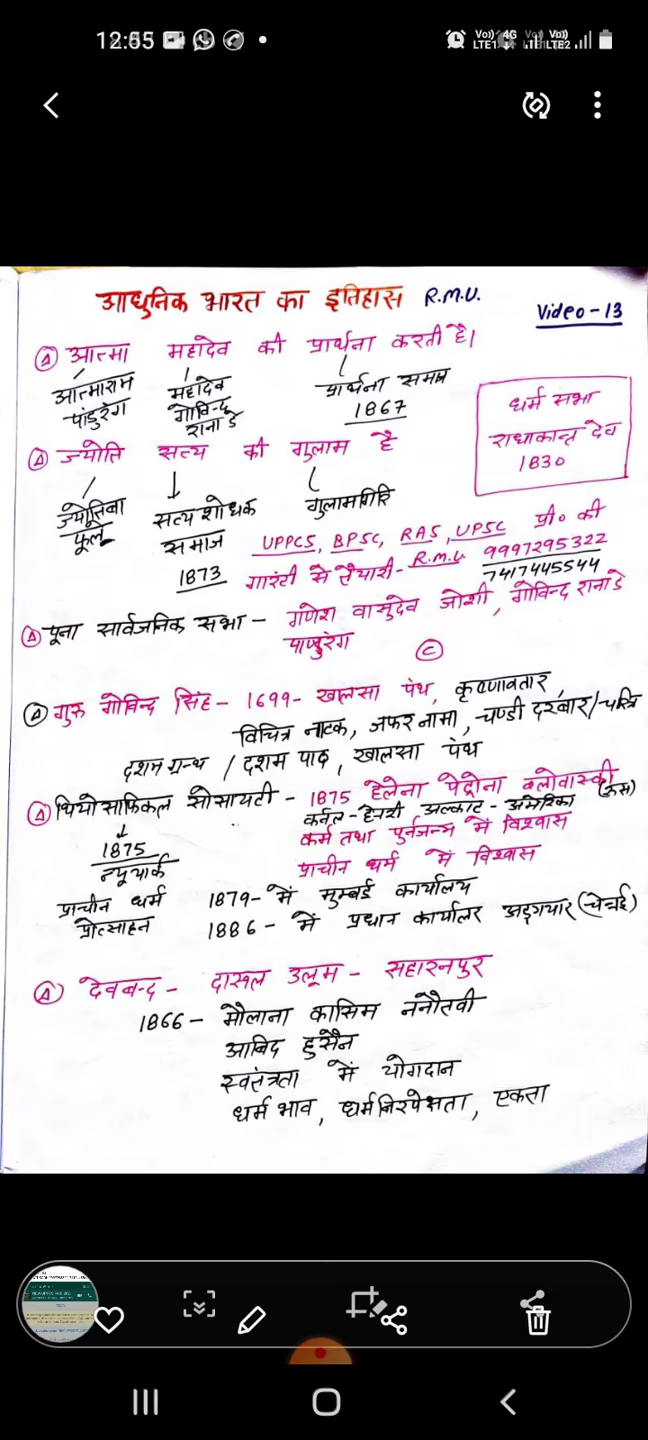 12:55
आधुनिक भारत का इतिहास R.M.U.
Video-13
Ⓐ आत्मा महादेव की प्रार्थना करती है।
आत्माराम पांडुरंग
महादेव गोविन्द रानाडे
प्रार्थना समाज
1867
धर्म सभा
राधाकान्त देव
1830
Ⓐ ज्योति सत्य की गुलाम है
ज्योतिबा फूले
सत्य शोधक समाज
1873
गुलामगिरि
UPPCS, BPSC, RAS, UPSC प्री० की
गारंटी से तैयारी- R.M.U.
9997295322
7417445544
Ⓐ पूना सार्वजनिक सभा - गणेश वासुदेव जोशी, गोविन्द रानाडे
पाण्डुरंग
Ⓒ
Ⓐ गुरु गोविन्द सिंह- 1699- खालसा पंथ, कृष्णावतार,
विचित्र नाटक, जफरनामा, चण्डी दरबार/चरित्र
दशम ग्रन्थ / दशम पाद, खालसा पंथ
Ⓐ थियोसाफिकल सोसायटी - 1875 हेलेना पेट्रोना ब्लोवास्की (रूस)
कर्नल-हेनरी अल्काट - अमेरिका
1875
न्यूयार्क
कर्म तथा पुर्नजन्म में विश्वास
प्राचीन धर्म में विश्वास
प्राचीन धर्म
प्रोत्साहन
1879- में मुम्बई कार्यालय
1886- में प्रधान कार्यालर अड्गयार (चेन्नई)
Ⓐ देवबन्द- दारूल उलूम- सहारनपुर
1866- मौलाना कासिम ननौतवी
आबिद हुसैन
स्वतंत्रता में योगदान
धर्म भाव, धर्मनिरपेक्षता, एकता